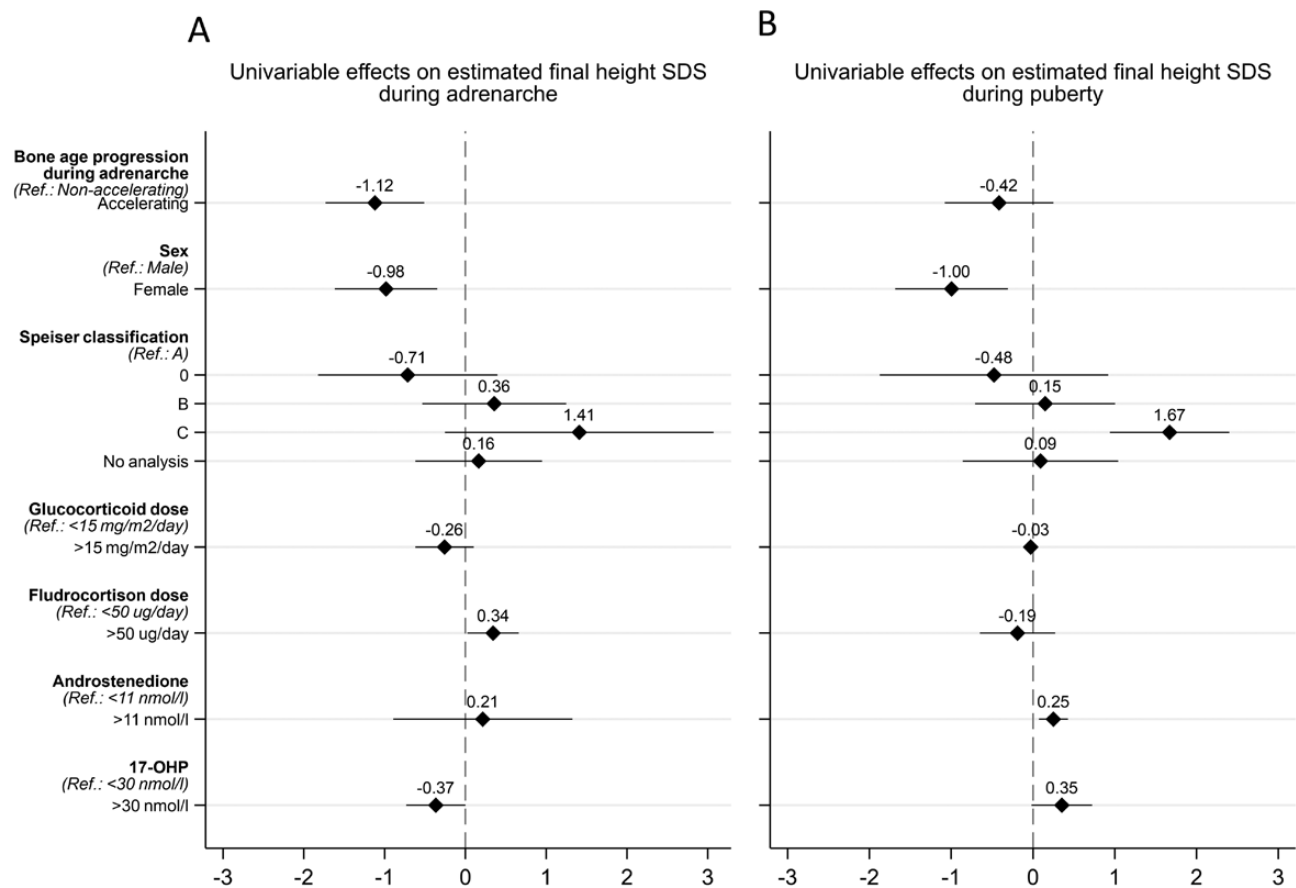 A
Univariable effects on estimated final height SDS
during adrenarche
Bone age progression
during adrenarche
(Ref.: Non-accelerating)
Accelerating
-1.12
Sex
(Ref.: Male)
Female
-0.98
Speiser classification
(Ref.: A)
0
-0.71
B
0.36
C
1.41
No analysis
0.16
Glucocorticoid dose
(Ref.: <15 mg/m2/day)
>15 mg/m2/day
-0.26
Fludrocortison dose
(Ref.: <50 ug/day)
>50 ug/day
0.34
Androstenedione
(Ref.: <11 nmol/l)
>11 nmol/l
0.21
17-OHP
(Ref.: <30 nmol/l)
>30 nmol/l
-0.37
-3 -2 -1 0 1 2 3
B
Univariable effects on estimated final height SDS
during puberty
-0.42
-1.00
-0.48
0.15
1.67
0.09
-0.03
-0.19
0.25
0.35
-3 -2 -1 0 1 2 3